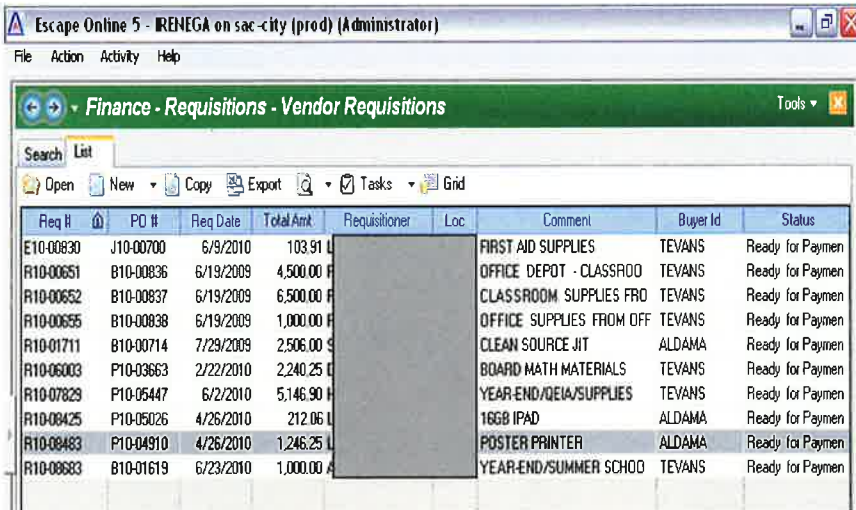 Escape Online 5 - IRENEGA on sac-city (prod) (Administrator)
File Action Activity Help
Finance - Requisitions - Vendor Requisitions Tools
Search List
Open New Copy Export Tasks Grid
Req # PO # Req Date Total Amt Requisitioner Loc Comment Buyer Id Status
E10-00830 J10-00700 6/9/2010 103.91 L FIRST AID SUPPLIES TEVANS Ready for Paymen
R10-00651 B10-00836 6/19/2009 4,500.00 F OFFICE DEPOT - CLASSROO TEVANS Ready for Paymen
R10-00652 B10-00837 6/19/2009 6,500.00 F CLASSROOM SUPPLIES FRO TEVANS Ready for Paymen
R10-00655 B10-00838 6/19/2009 1,000.00 F OFFICE SUPPLIES FROM OFF TEVANS Ready for Paymen
R10-01711 B10-00714 7/29/2009 2,506.00 S CLEAN SOURCE JIT ALDAMA Ready for Paymen
R10-06003 P10-03663 2/22/2010 2,240.25 BOARD MATH MATERIALS TEVANS Ready for Paymen
R10-07829 P10-05447 6/2/2010 5,146.90 YEAR-END/QEIA/SUPPLIES TEVANS Ready for Paymen
R10-08425 P10-05026 4/26/2010 212.06 L 16GB IPAD ALDAMA Ready for Paymen
R10-08483 P10-04910 4/26/2010 1,246.25 L POSTER PRINTER ALDAMA Ready for Paymen
R10-08683 B10-01619 6/23/2010 1,000.00 A YEAR-END/SUMMER SCHOO TEVANS Ready for Paymen